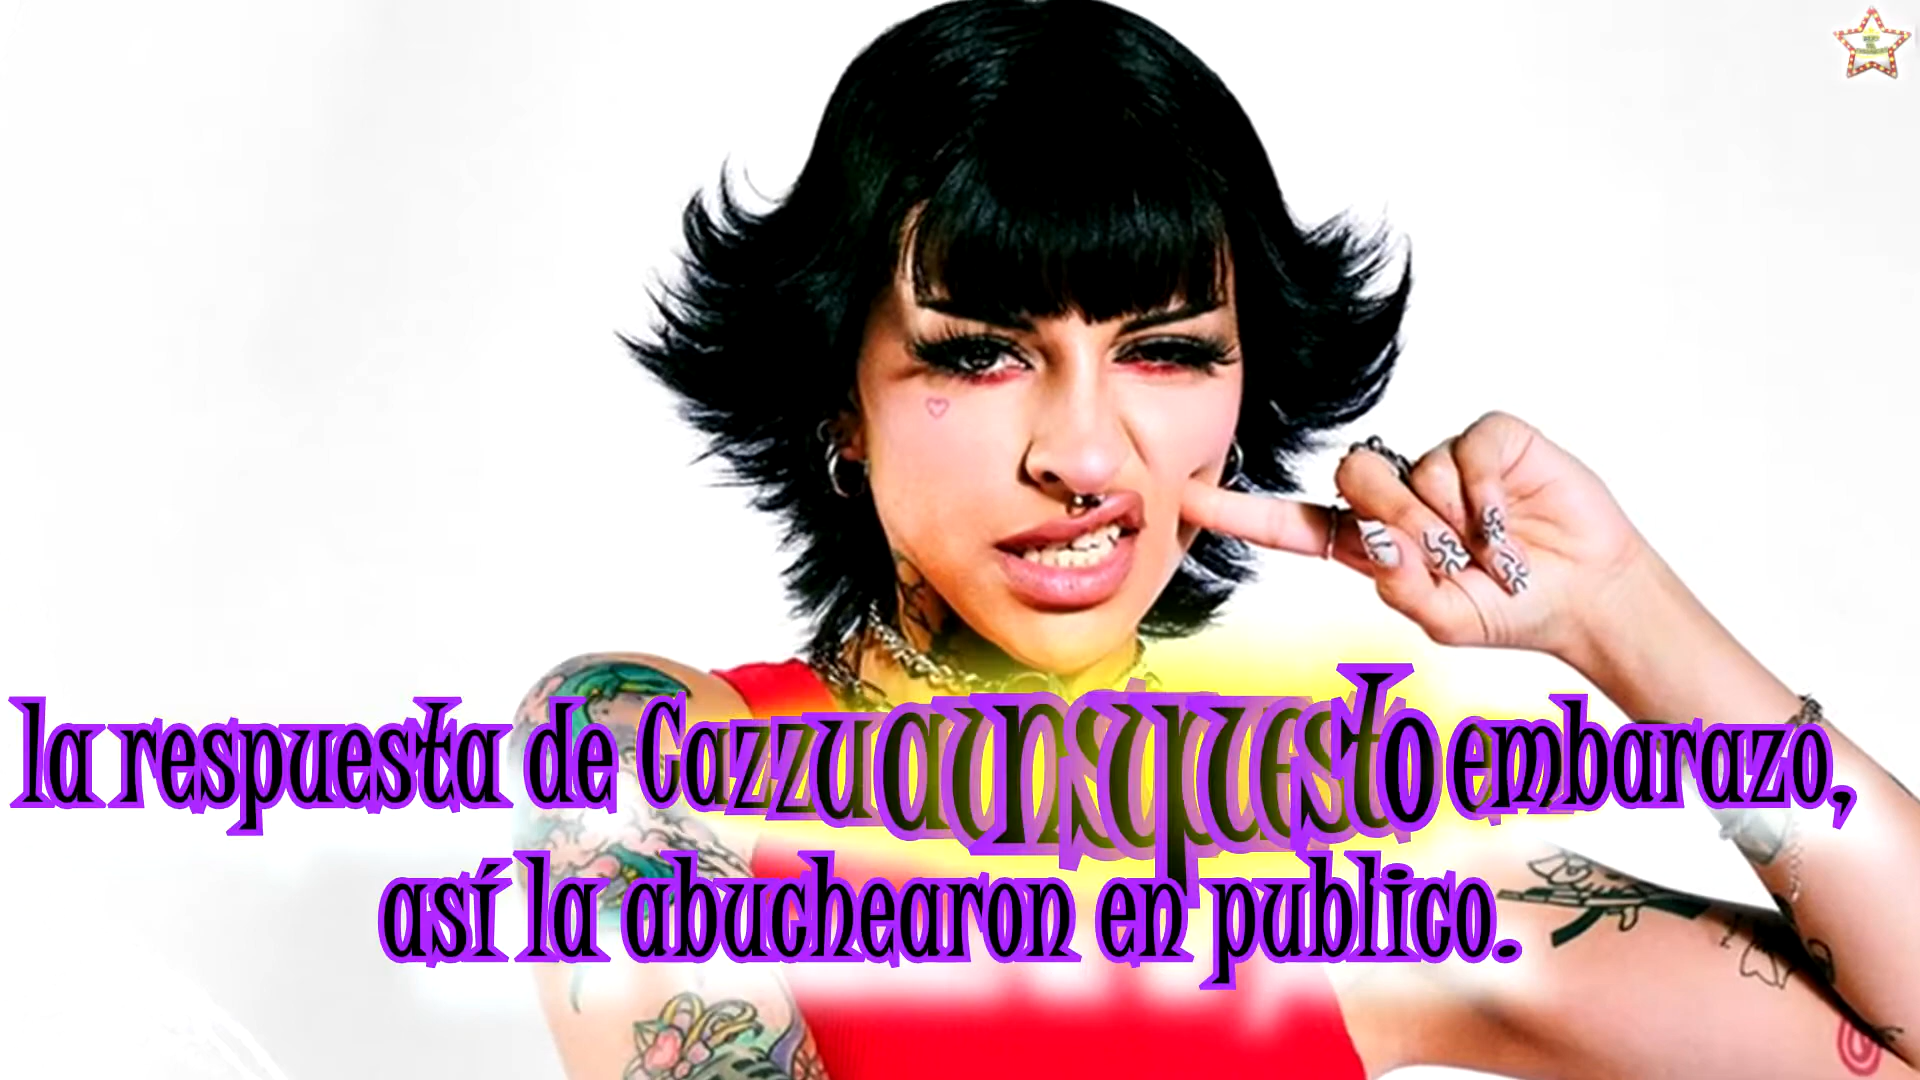 la respuesta de Cazzu a un supuesto embarazo,
así la abuchearon en publico.